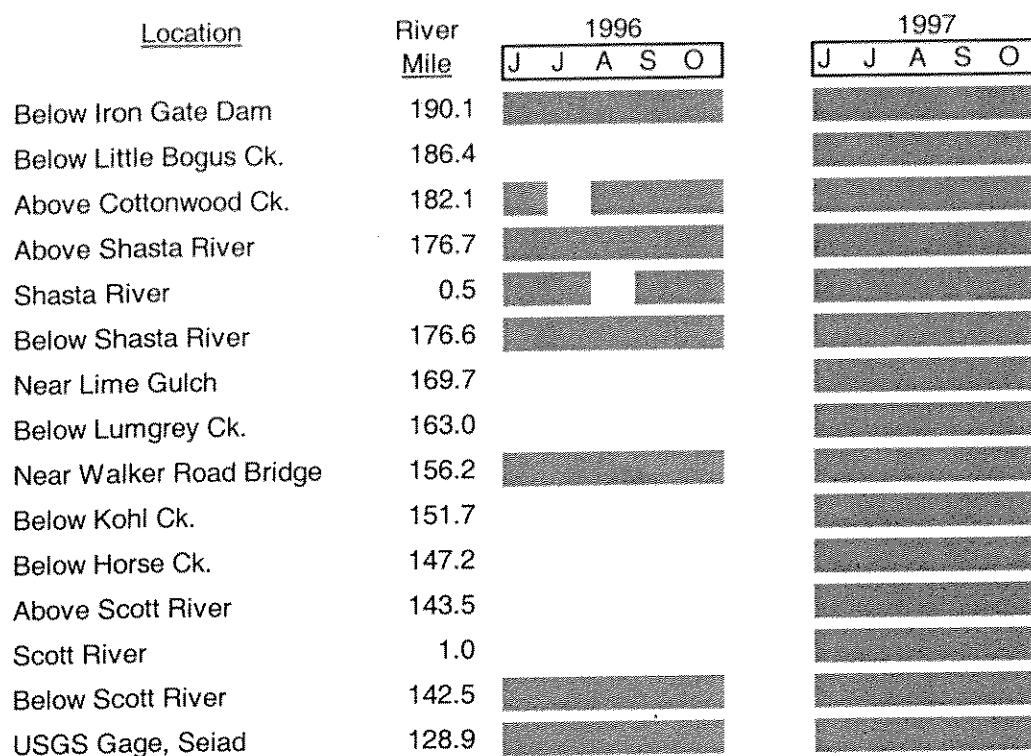 Location River 1996 1997
Mile J J A S O J J A S O
Below Iron Gate Dam 190.1
Below Little Bogus Ck. 186.4
Above Cottonwood Ck. 182.1
Above Shasta River 176.7
Shasta River 0.5
Below Shasta River 176.6
Near Lime Gulch 169.7
Below Lumgrey Ck. 163.0
Near Walker Road Bridge 156.2
Below Kohl Ck. 151.7
Below Horse Ck. 147.2
Above Scott River 143.5
Scott River 1.0
Below Scott River 142.5
USGS Gage, Seiad 128.9